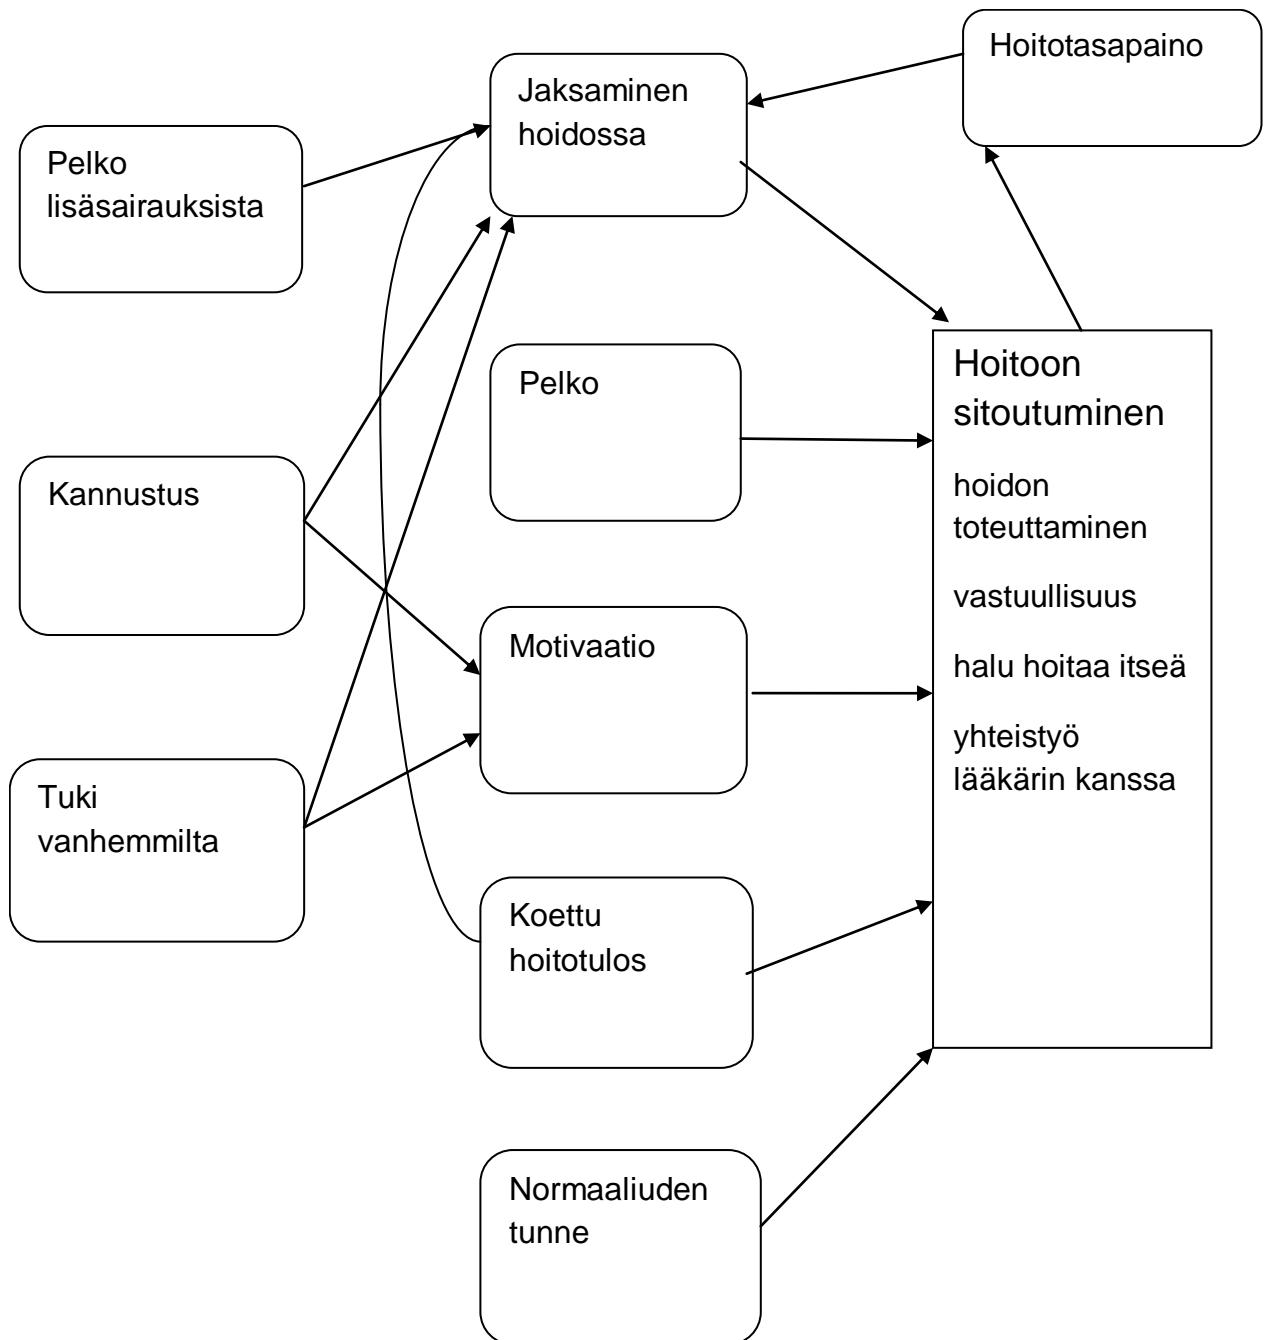 Hoitotasapaino
Jaksaminen
hoidossa
Pelko
lisäsairauksista
Pelko
Hoitoon
sitoutuminen
hoidon
toteuttaminen
vastuullisuus
halu hoitaa itseä
yhteistyö
lääkärin kanssa
Kannustus
Motivaatio
Tuki
vanhemmilta
Koettu
hoitotulos
Normaaliuden
tunne